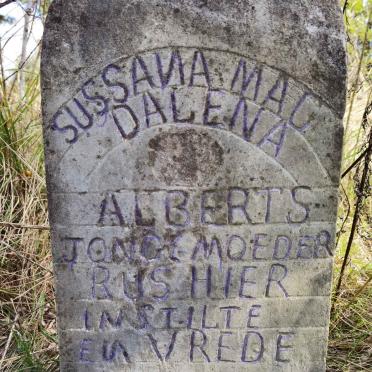 SUSSANA MAG
DALENA
ALBERTS
JONGE MOEDER
RUS HIER
IN STILTE
EN VREDE